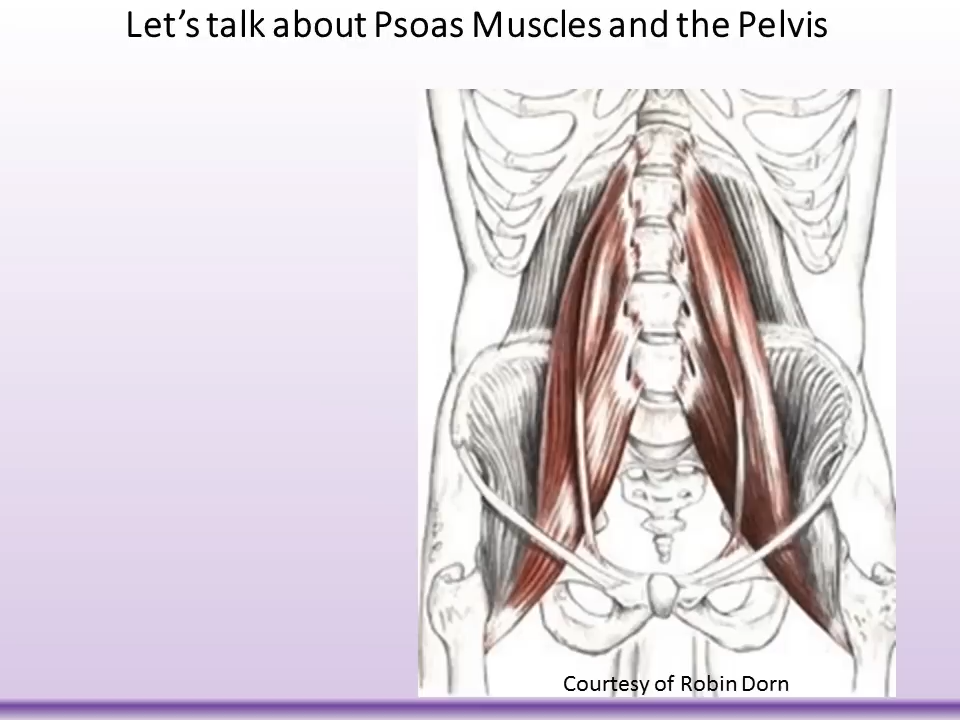 Let’s talk about Psoas Muscles and the Pelvis
Courtesy of Robin Dorn